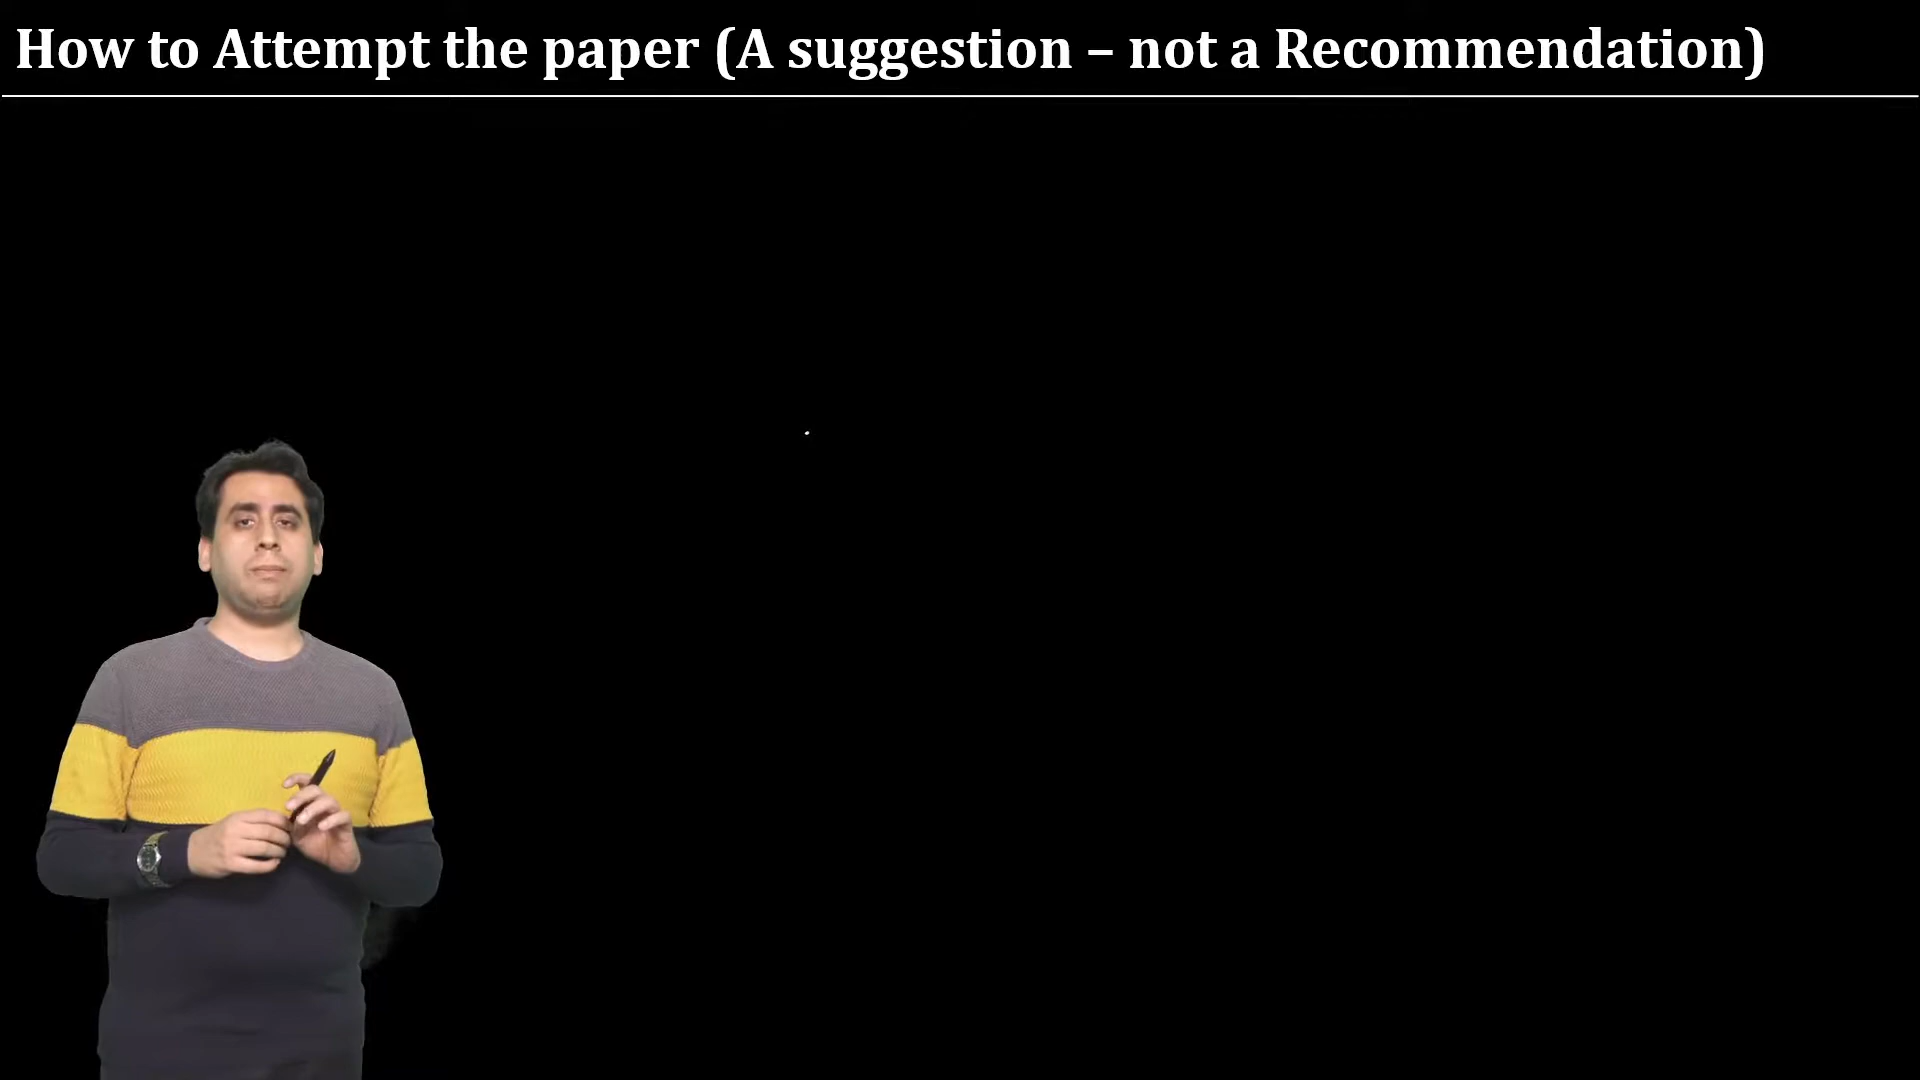 How to Attempt the paper (A suggestion – not a Recommendation)